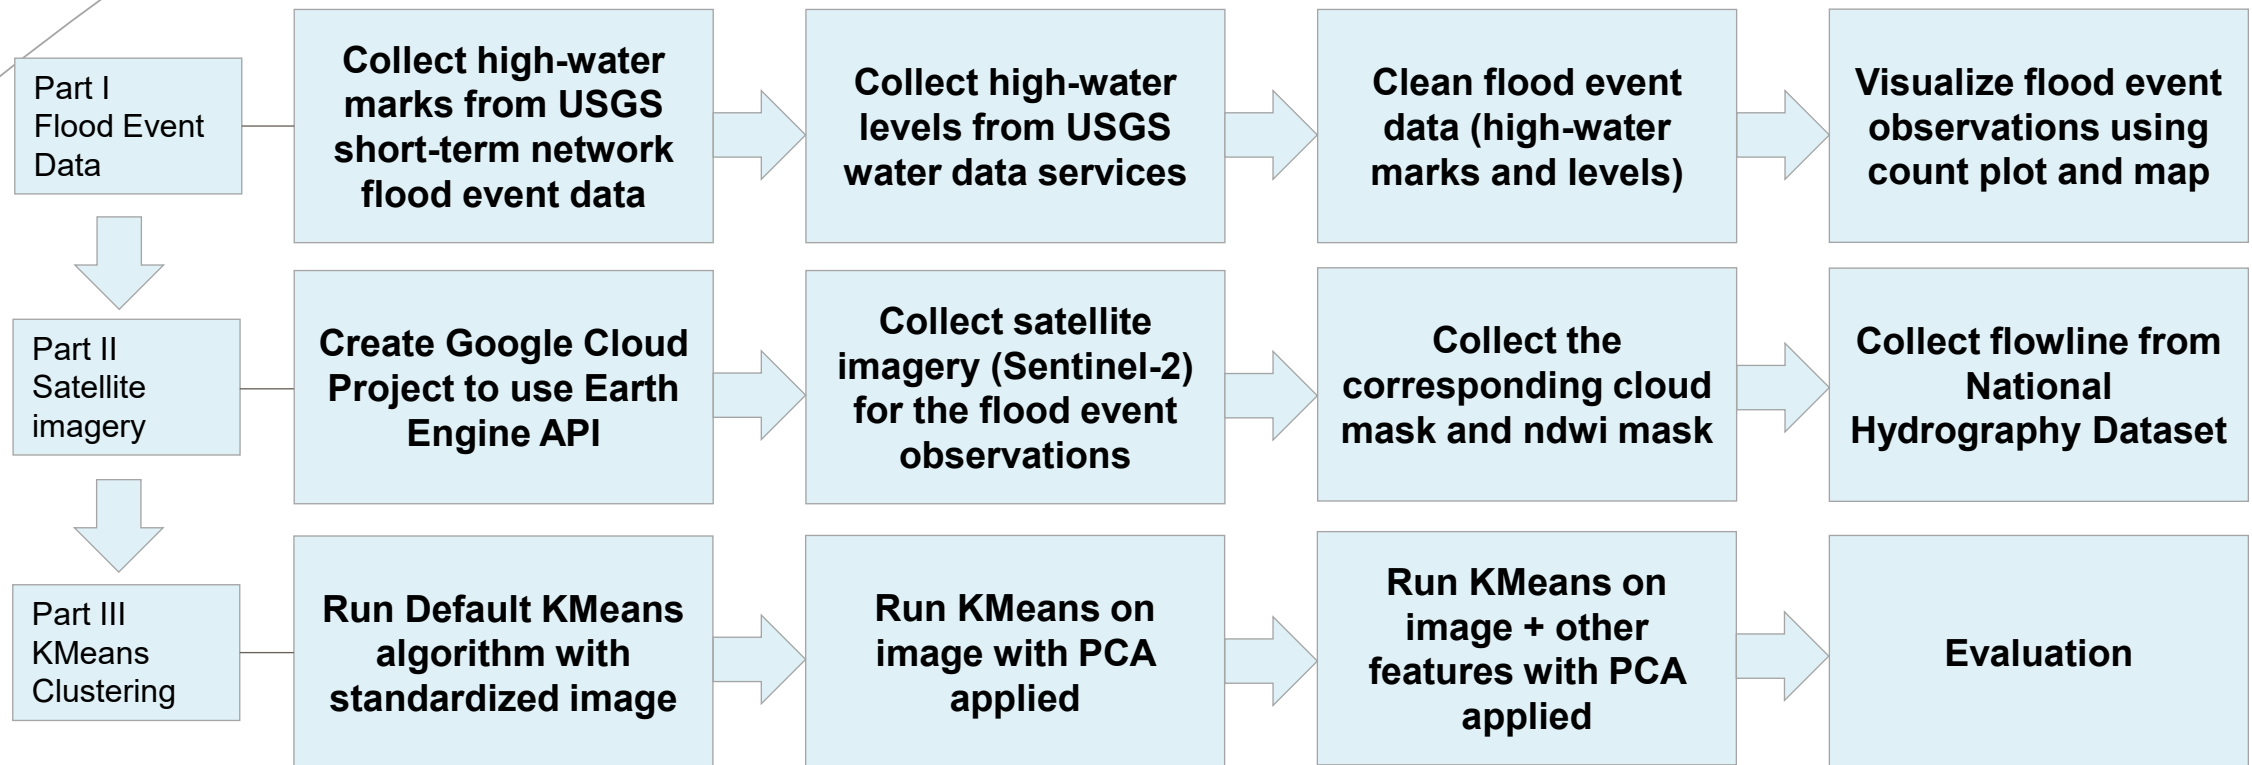 Part I
Flood Event
Data
Collect high-water
marks from USGS
short-term network
flood event data
Collect high-water
levels from USGS
water data services
Clean flood event
data (high-water
marks and levels)
Visualize flood event
observations using
count plot and map
Part II
Satellite
imagery
Create Google Cloud
Project to use Earth
Engine API
Collect satellite
imagery (Sentinel-2)
for the flood event
observations
Collect the
corresponding cloud
mask and ndwi mask
Collect flowline from
National
Hydrography Dataset
Part III
KMeans
Clustering
Run Default KMeans
algorithm with
standardized image
Run KMeans on
image with PCA
applied
Run KMeans on
image + other
features with PCA
applied
Evaluation